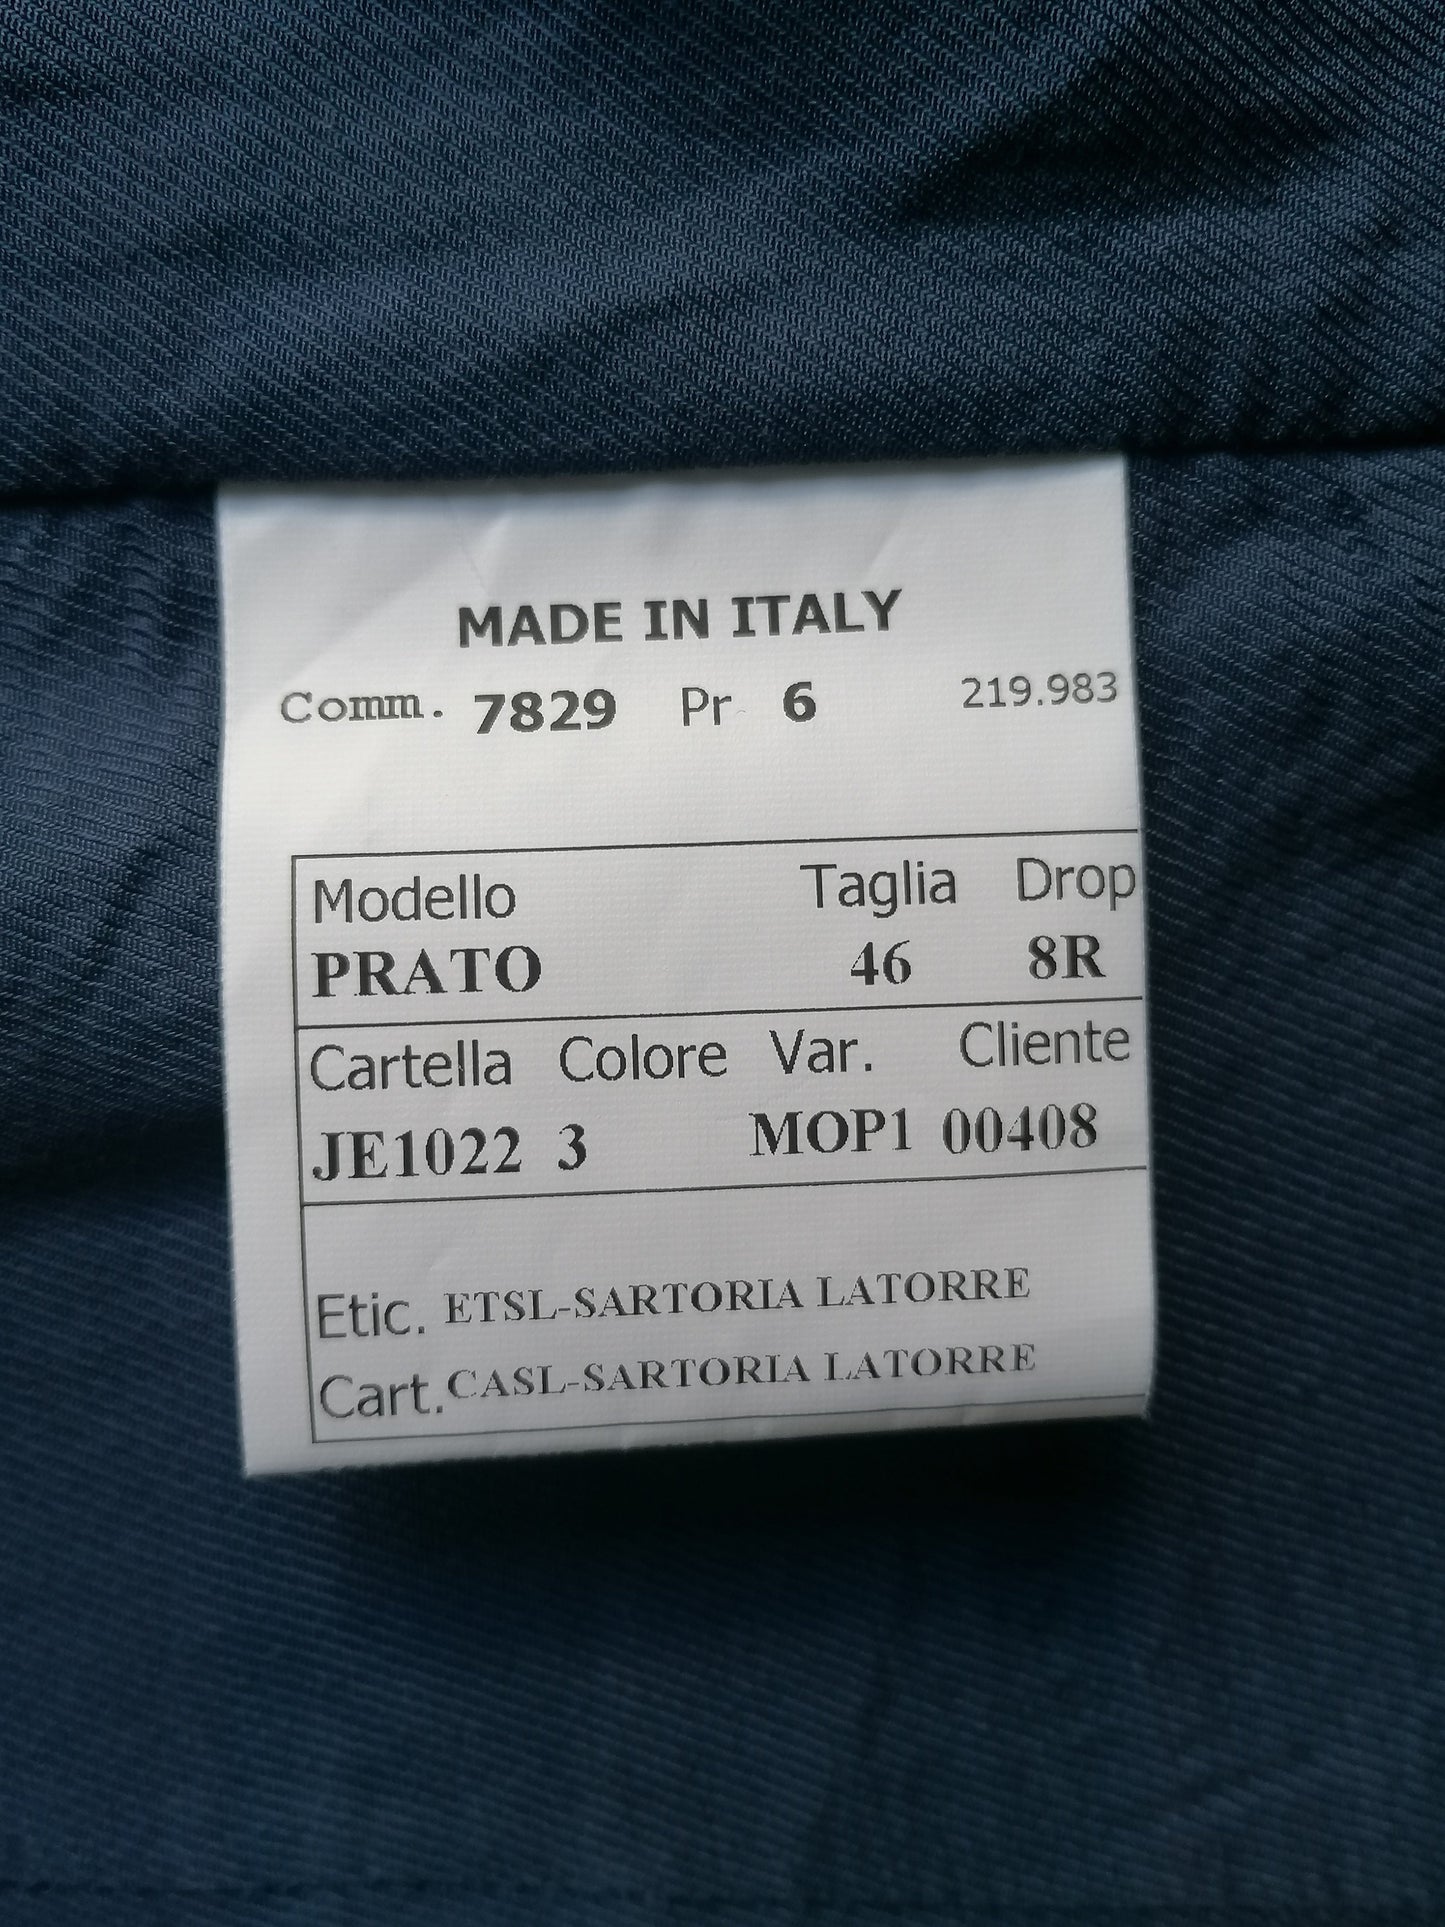 MADE IN ITALY
Comm. 7829 Pr 6 219.983
Modello Taglia Drop
PRATO 46 8R
Cartella Colore Var. Cliente
JE1022 3 MOP1 00408
Etic. ETSL-SARTORIA LATORRE
Cart. CASL-SARTORIA LATORRE